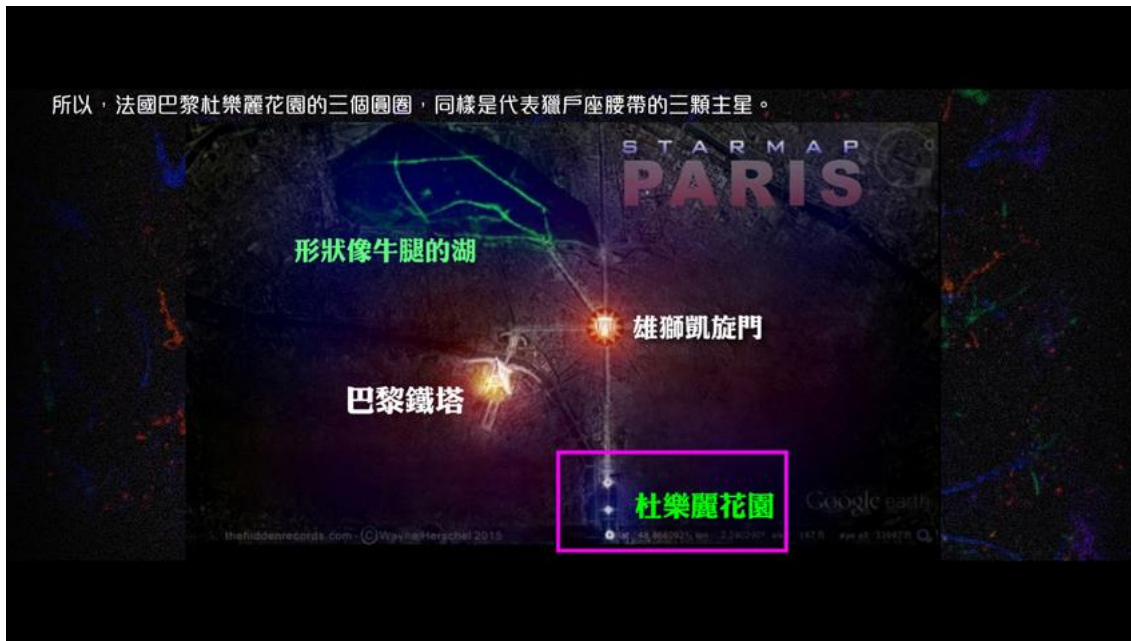 所以，法國巴黎杜樂麗花園的三個圓圈，同樣是代表獵戶座腰帶的三顆主星。
STARMAP
PARIS
形狀像牛腿的湖
雄獅凱旋門
巴黎鐵塔
杜樂麗花園
Google earth
thehiddenrecords.com - (C)Wayne Herschel 2015